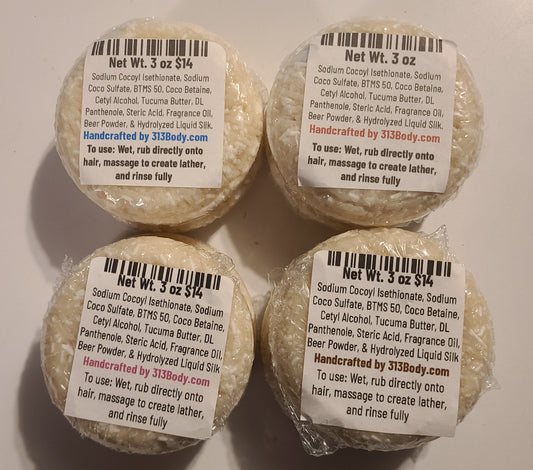 Net Wt. 3 oz $14
Sodium Cocoyl Isethionate, Sodium
Coco Sulfate, BTMS 50, Coco Betaine,
Cetyl Alcohol, Tucuma Butter, DL
Panthenole, Steric Acid, Fragrance Oil,
Beer Powder, & Hydrolyzed Liquid Silk.
Handcrafted by 313Body.com
To use: Wet, rub directly onto
hair, massage to create lather,
and rinse fully
Net Wt. 3 oz
Sodium Cocoyl Isethionate, Sodium
Coco Sulfate, BTMS 50, Coco Betaine,
Cetyl Alcohol, Tucuma Butter, DL
Panthenole, Steric Acid, Fragrance Oil,
Beer Powder, & Hydrolyzed Liquid Silk.
Handcrafted by 313Body.com
To use: Wet, rub directly onto
hair, massage to create lather,
and rinse fully
Net Wt. 3 oz $14
Sodium Cocoyl Isethionate, Sodium
Coco Sulfate, BTMS 50, Coco Betaine,
Cetyl Alcohol, Tucuma Butter, DL
Panthenole, Steric Acid, Fragrance Oil,
Beer Powder, & Hydrolyzed Liquid Silk.
Handcrafted by 313Body.com
To use: Wet, rub directly onto
hair, massage to create lather,
and rinse fully
Net Wt. 3 oz $14
Sodium Cocoyl Isethionate, Sodium
Coco Sulfate, BTMS 50, Coco Betaine,
Cetyl Alcohol, Tucuma Butter, DL
Panthenole, Steric Acid, Fragrance Oil,
Beer Powder, & Hydrolyzed Liquid Silk
Handcrafted by 313Body.com
To use: Wet, rub directly onto
hair, massage to create lather,
and rinse fully